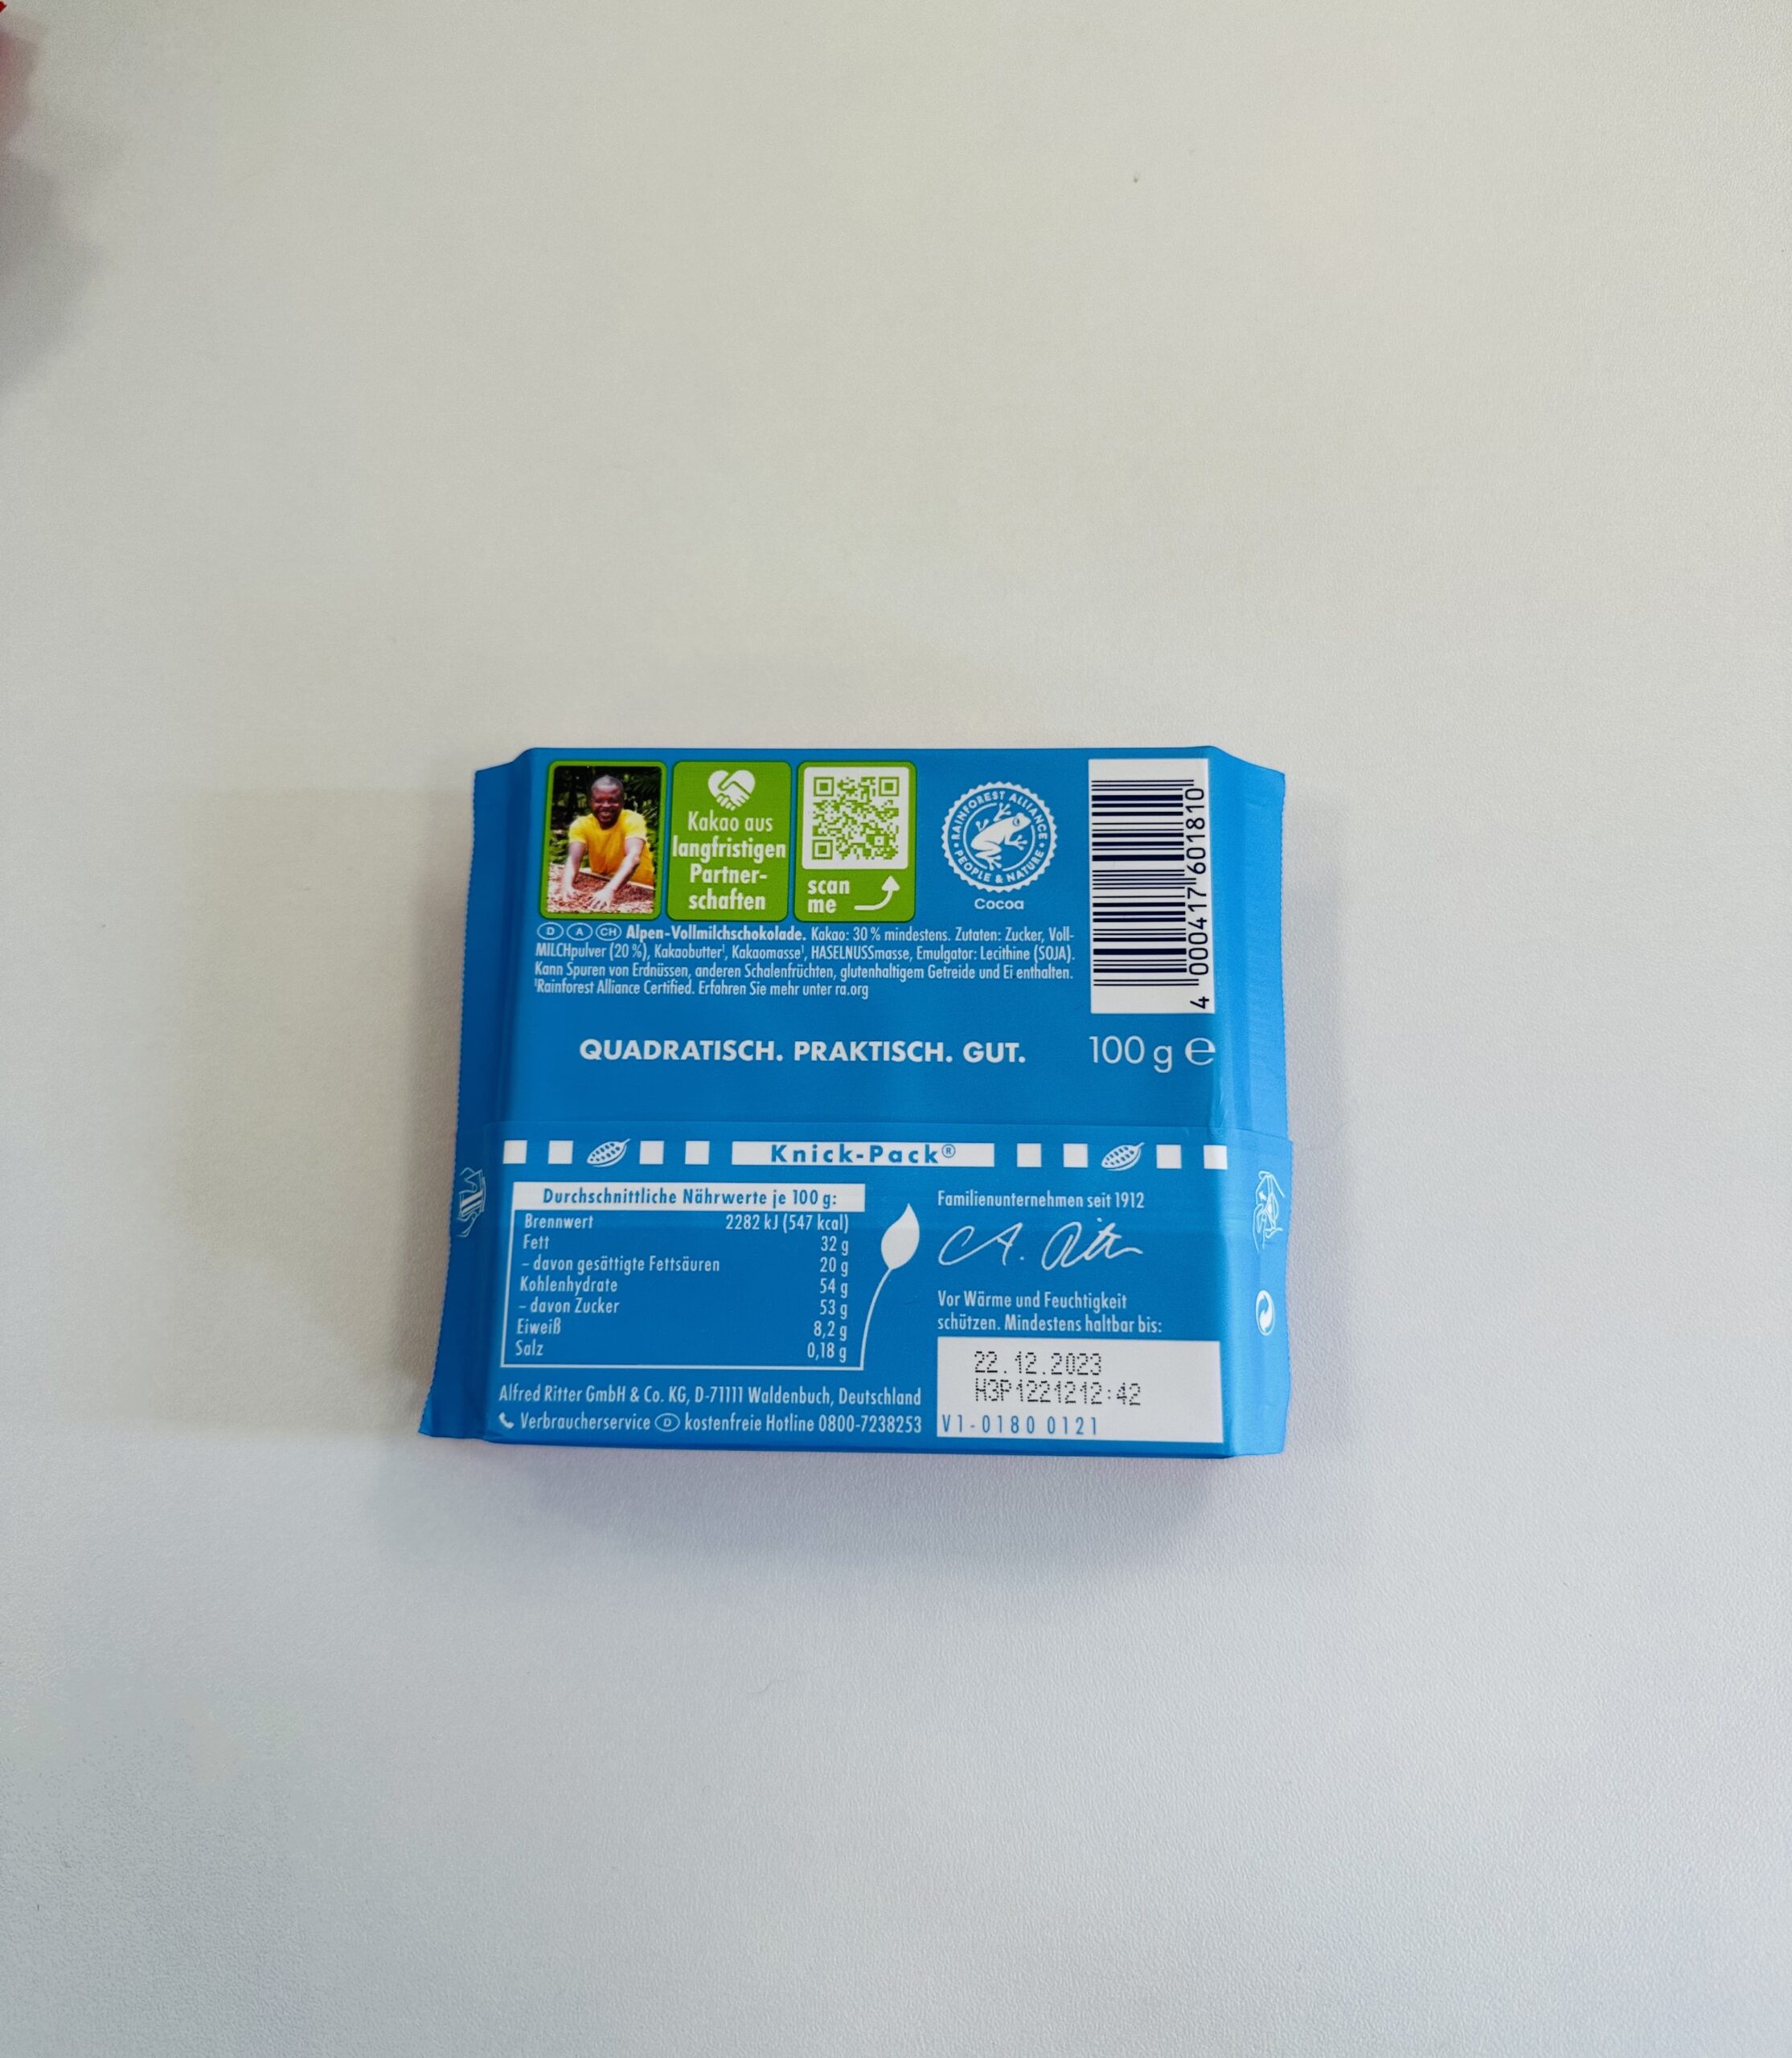 Kakao aus
langfristigen
Partner-
schaften
scan
me
RAINFOREST ALLIANCE
PEOPLE & NATURE
Cocoa
4 000417 601810
D A CH Alpen-Vollmilchschokolade. Kakao: 30 % mindestens. Zutaten: Zucker, Voll-
MILCHpulver (20 %), Kakaobutter¹, Kakaomasse¹, HASELNUSSmasse, Emulgator: Lecithine (SOJA).
Kann Spuren von Erdnüssen, anderen Schalenfrüchten, glutenhaltigem Getreide und Ei enthalten.
¹Rainforest Alliance Certified. Erfahren Sie mehr unter ra.org
QUADRATISCH. PRAKTISCH. GUT.
100 g ℮
Knick-Pack®
Durchschnittliche Nährwerte je 100 g:
Brennwert 2282 kJ (547 kcal)
Fett 32 g
– davon gesättigte Fettsäuren 20 g
Kohlenhydrate 54 g
– davon Zucker 53 g
Eiweiß 8,2 g
Salz 0,18 g
Familienunternehmen seit 1912
A. Ritter
Vor Wärme und Feuchtigkeit
schützen. Mindestens haltbar bis:
22.12.2023
H3P1221212:42
V1-0180 0121
Alfred Ritter GmbH & Co. KG, D-71111 Waldenbuch, Deutschland
Verbraucherservice D kostenfreie Hotline 0800-7238253